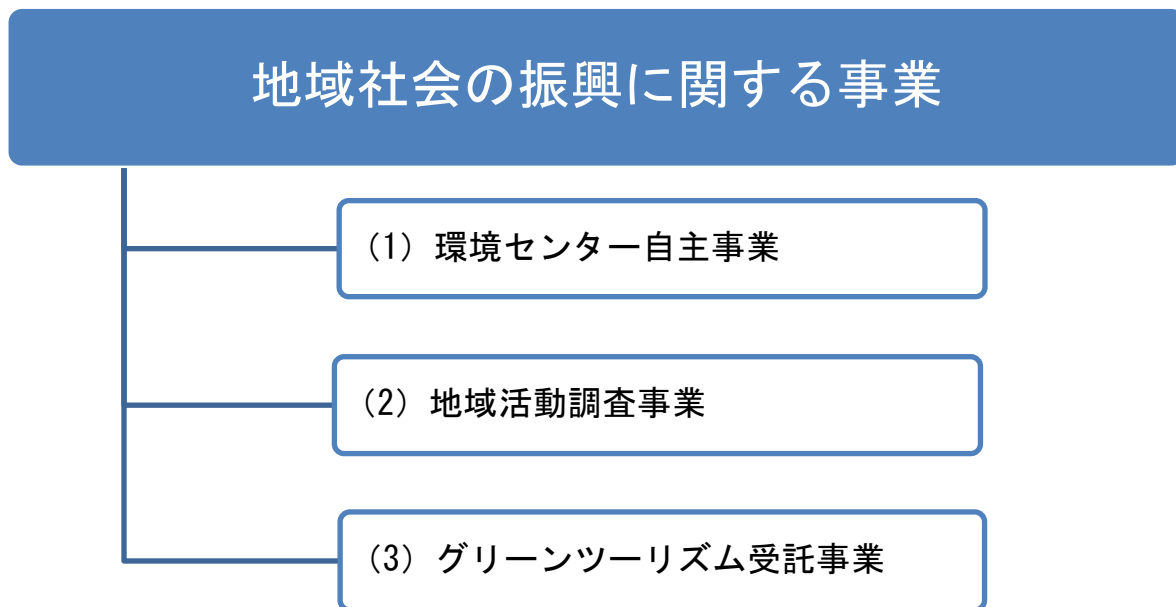 地域社会の振興に関する事業
(1) 環境センター自主事業
(2) 地域活動調査事業
(3) グリーンツーリズム受託事業